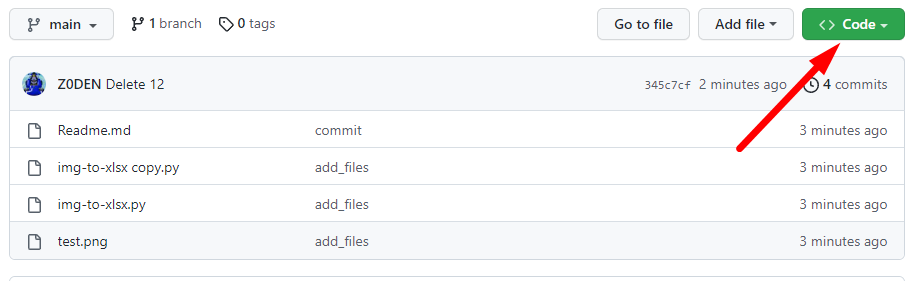 main 1 branch 0 tags Go to file Add file <> Code
Z0DEN Delete 12 345c7cf 2 minutes ago 4 commits
Readme.md commit 3 minutes ago
img-to-xlsx copy.py add_files 3 minutes ago
img-to-xlsx.py add_files 3 minutes ago
test.png add_files 3 minutes ago